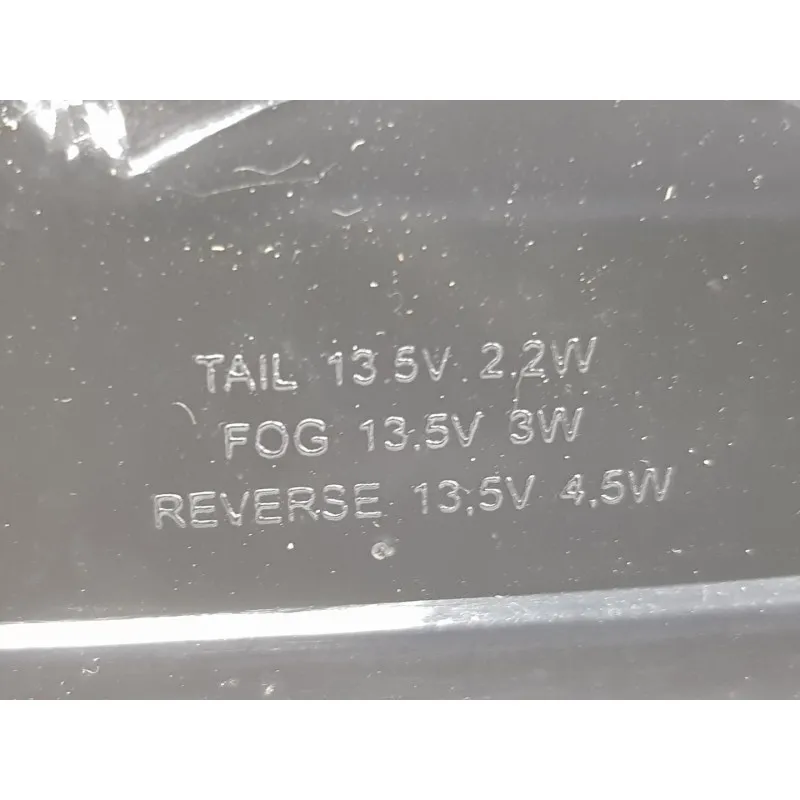 TAIL 13.5V 2.2W
FOG 13.5V 3W
REVERSE 13.5V 4.5W